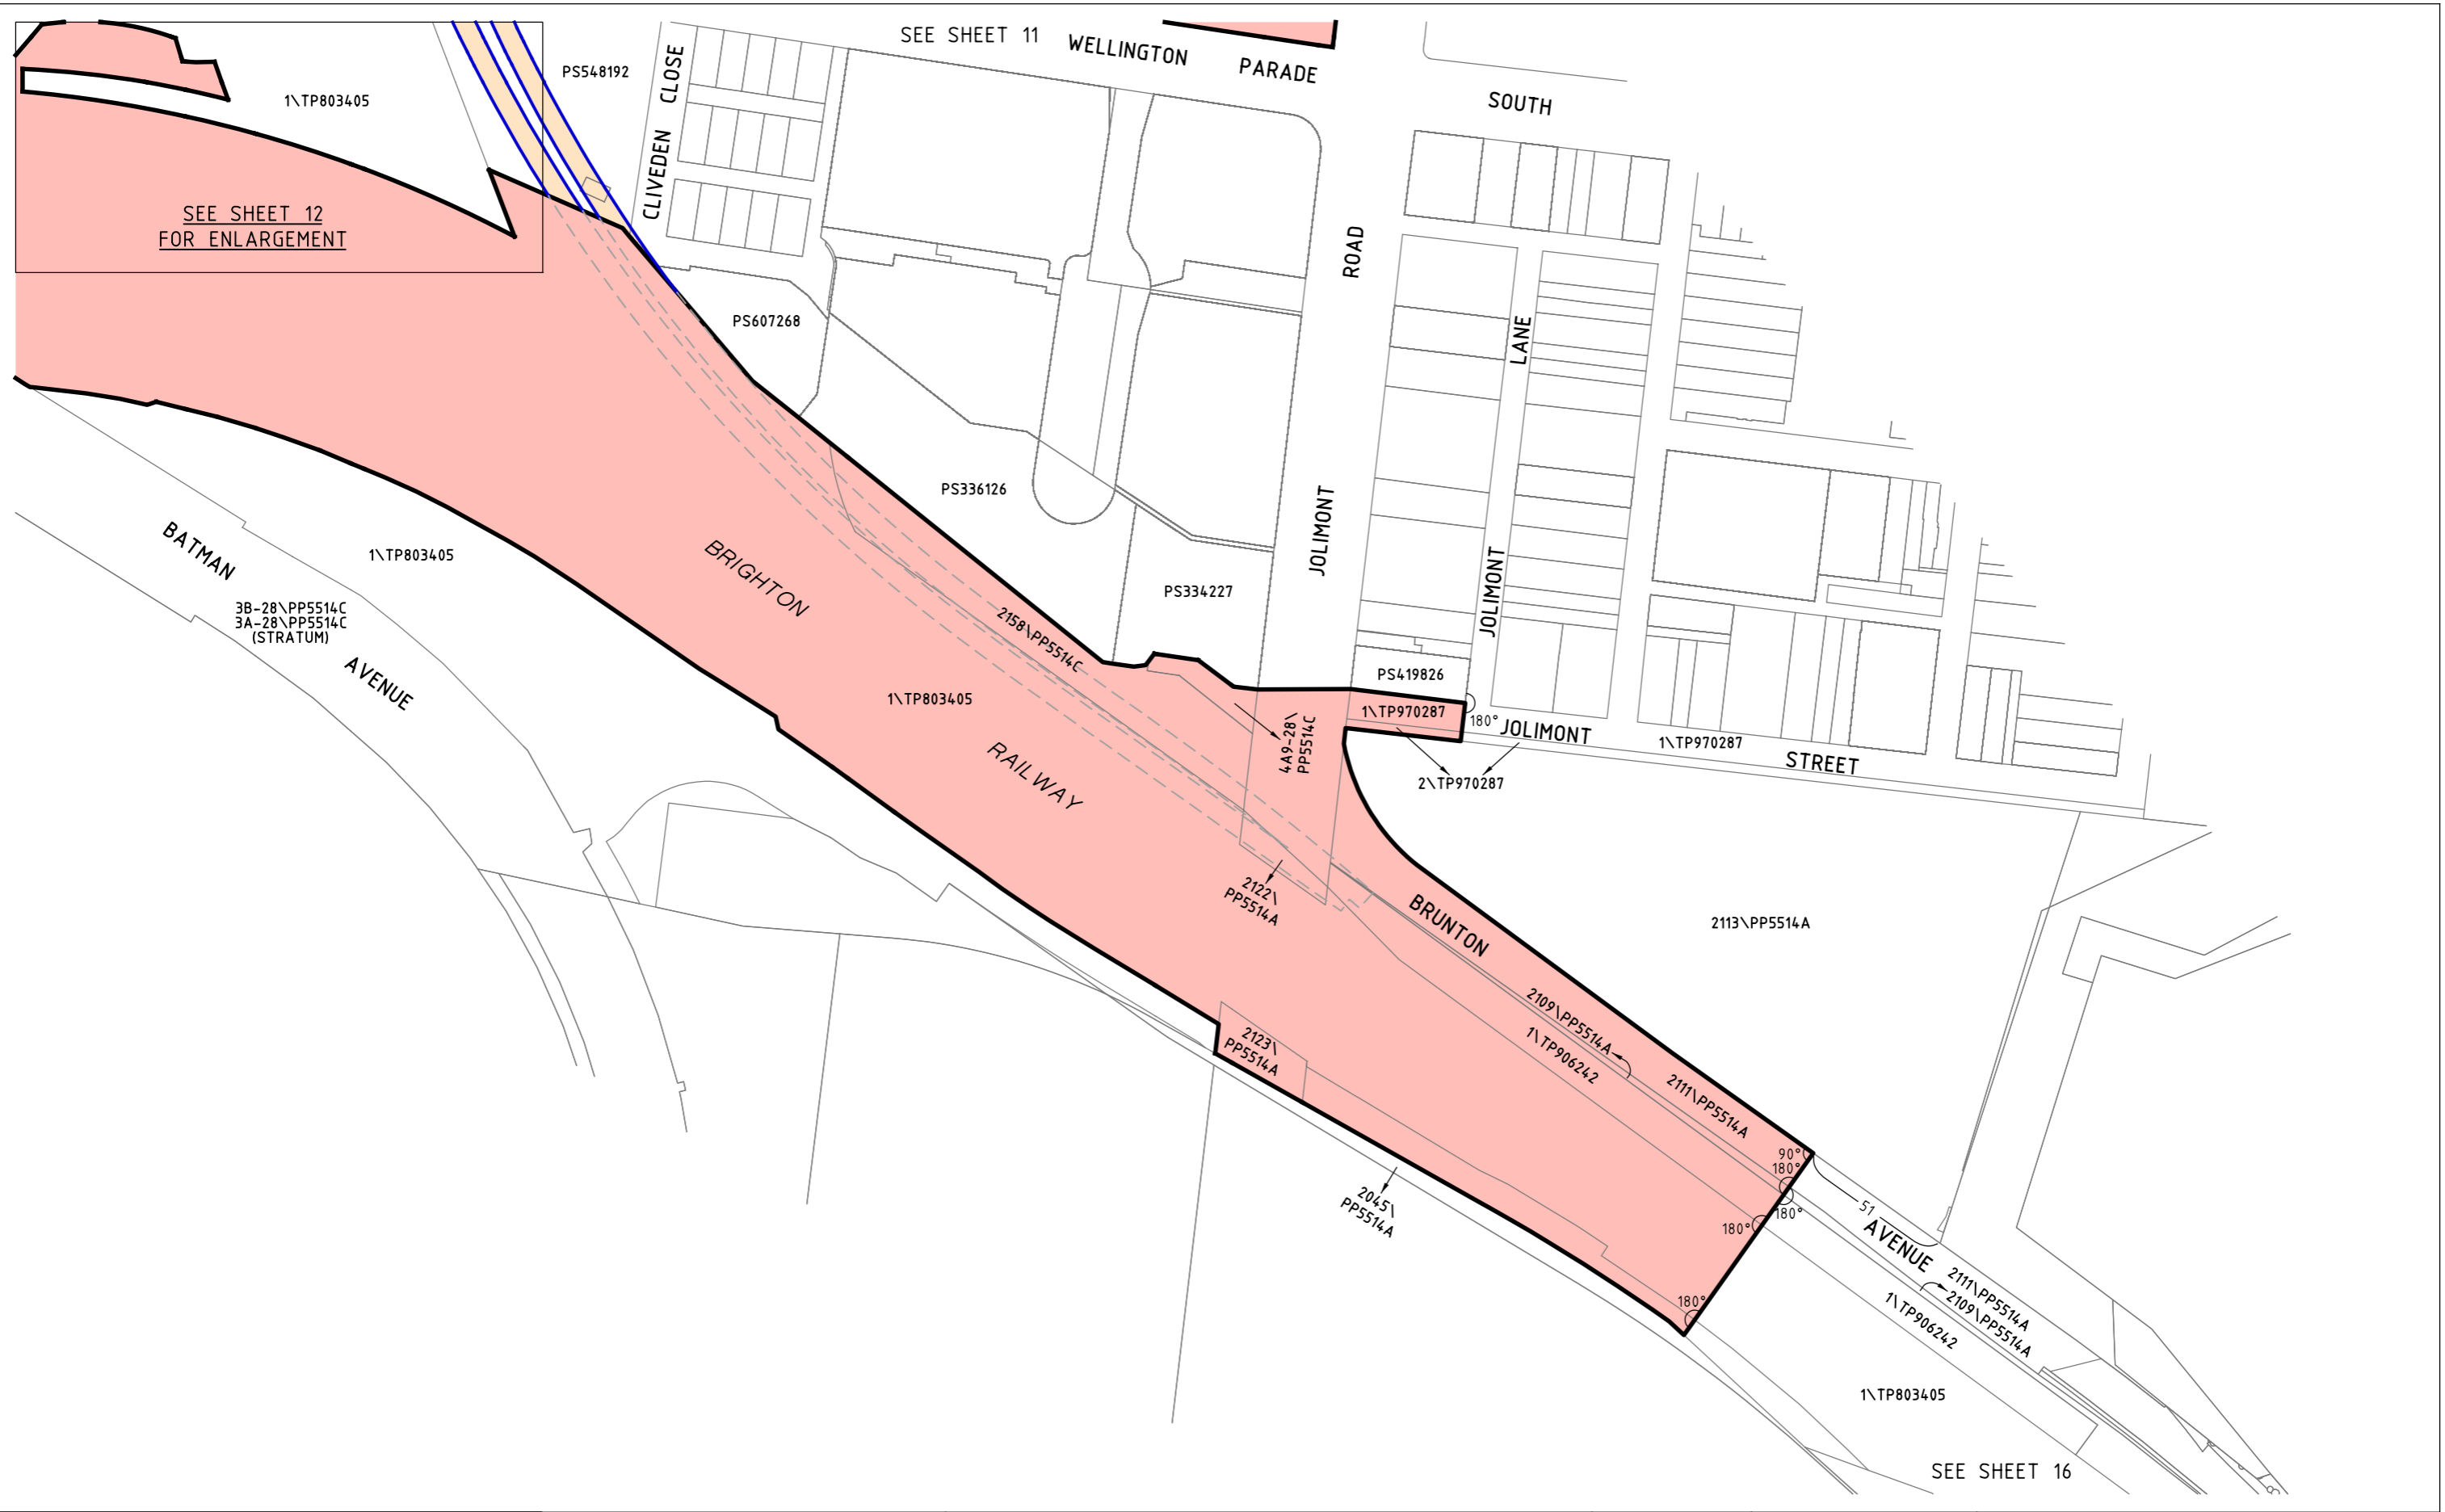 SEE SHEET 11
WELLINGTON PARADE
SOUTH
PS548192
CLIVEDEN CLOSE
1\TP803405
SEE SHEET 12
FOR ENLARGEMENT
ROAD
PS607268
LANE
PS336126
JOLIMONT
BATMAN
1\TP803405
BRIGHTON
JOLIMONT
PS334227
3B-28\PP5514C
3A-28\PP5514C
(STRATUM)
2158\PP5514C
AVENUE
PS419826
1\TP803405
1\TP970287
180°
JOLIMONT
1\TP970287
4A9-28\
PP5514C
STREET
RAILWAY
2\TP970287
2122\
PP5514A
BRUNTON
2113\PP5514A
2109\PP5514A
1\TP906242
2123\
PP5514A
2111\PP5514A
90°
180°
2045\
PP5514A
180°
180°
51
AVENUE
2111\PP5514A
2109\PP5514A
180°
1\TP906242
1\TP803405
SEE SHEET 16